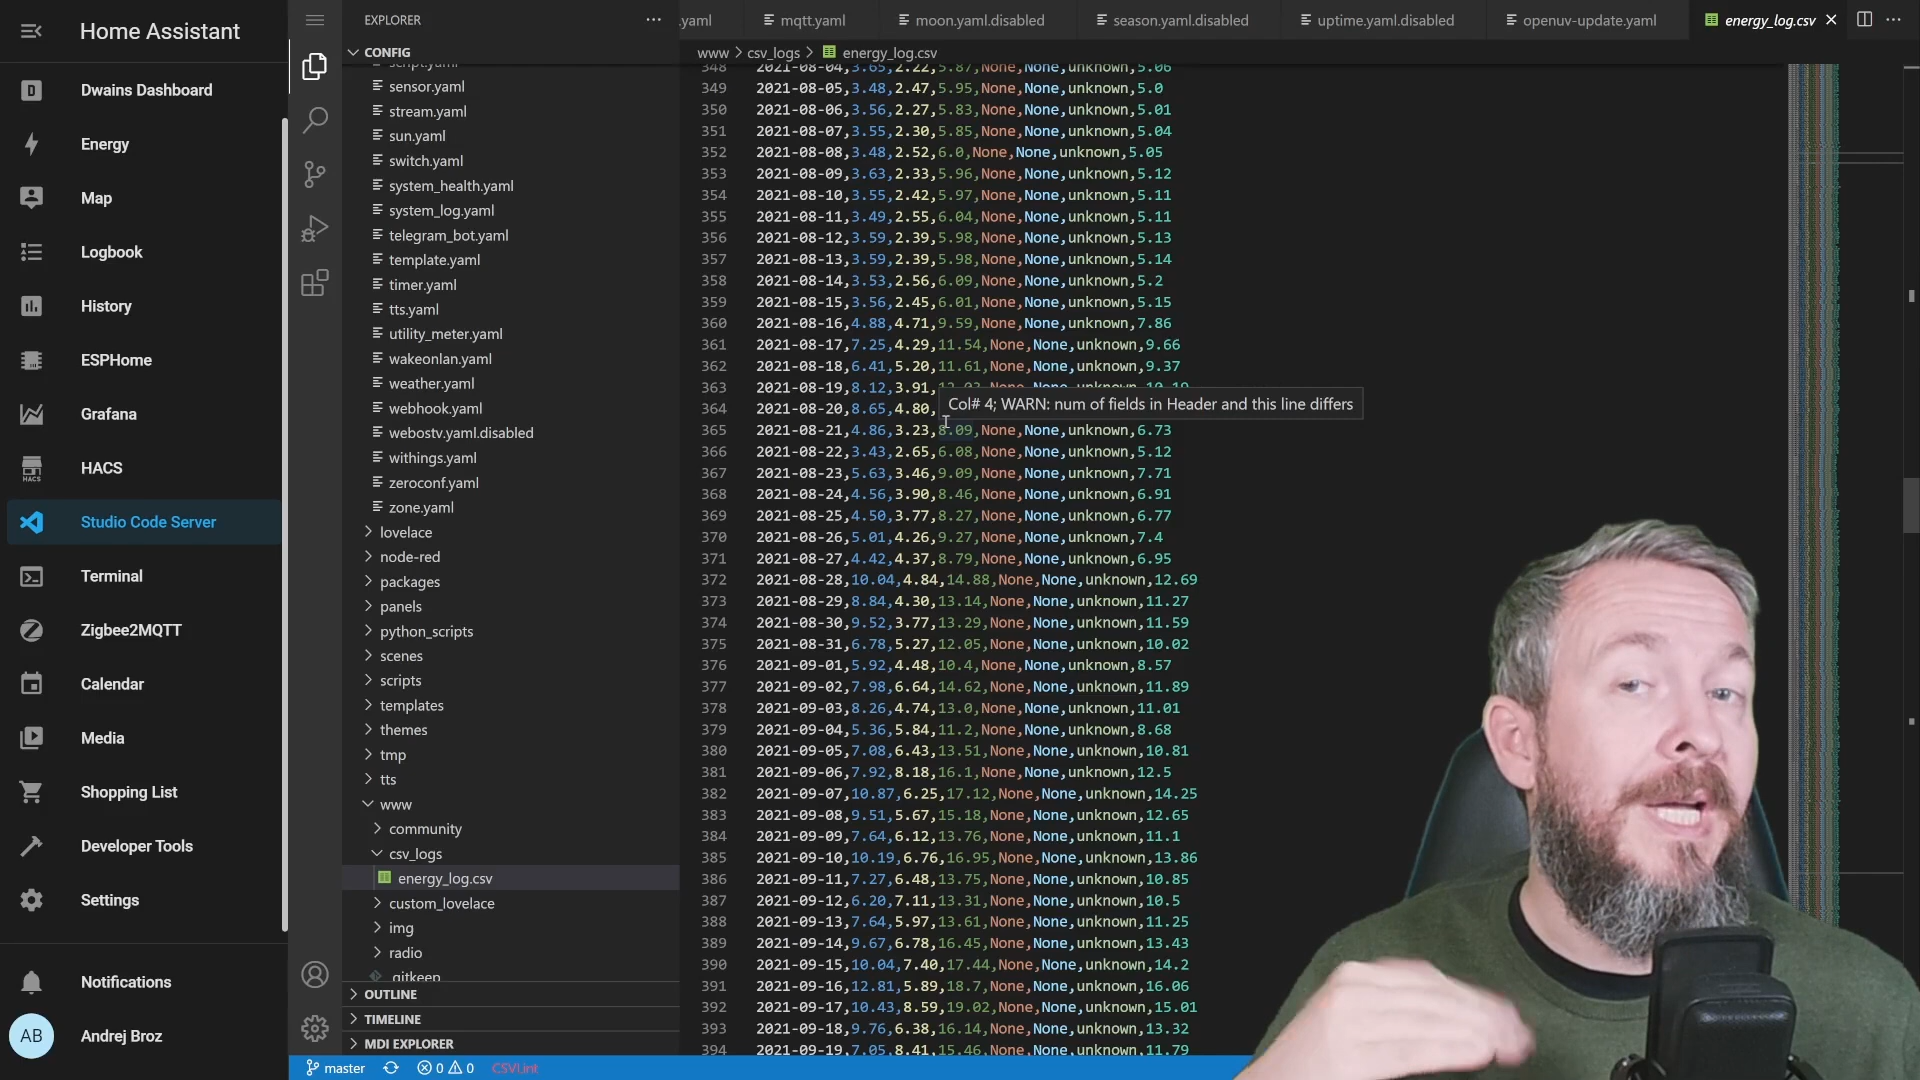 Home Assistant
Dwains Dashboard
Energy
Map
Logbook
History
ESPHome
Grafana
HACS
Studio Code Server
Terminal
Zigbee2MQTT
Calendar
Media
Shopping List
Developer Tools
Settings
Notifications
AB Andrej Broz
EXPLORER
CONFIG
script.yaml
sensor.yaml
stream.yaml
sun.yaml
switch.yaml
system_health.yaml
system_log.yaml
telegram_bot.yaml
template.yaml
timer.yaml
tts.yaml
utility_meter.yaml
wakeonlan.yaml
weather.yaml
webhook.yaml
webostv.yaml.disabled
withings.yaml
zeroconf.yaml
zone.yaml
lovelace
node-red
packages
panels
python_scripts
scenes
scripts
templates
themes
tmp
tts
www
community
csv_logs
energy_log.csv
custom_lovelace
img
radio
.gitkeep
OUTLINE
TIMELINE
MDI EXPLORER
master 0 0 CSVLint
.yaml mqtt.yaml moon.yaml.disabled season.yaml.disabled uptime.yaml.disabled openuv-update.yaml energy_log.csv
www > csv_logs > energy_log.csv
348 2021-08-04,3.65,2.22,5.87,None,None,unknown,5.06
349 2021-08-05,3.48,2.47,5.95,None,None,unknown,5.0
350 2021-08-06,3.56,2.27,5.83,None,None,unknown,5.01
351 2021-08-07,3.55,2.30,5.85,None,None,unknown,5.04
352 2021-08-08,3.48,2.52,6.0,None,None,unknown,5.05
353 2021-08-09,3.63,2.33,5.96,None,None,unknown,5.12
354 2021-08-10,3.55,2.42,5.97,None,None,unknown,5.11
355 2021-08-11,3.49,2.55,6.04,None,None,unknown,5.11
356 2021-08-12,3.59,2.39,5.98,None,None,unknown,5.13
357 2021-08-13,3.59,2.39,5.98,None,None,unknown,5.14
358 2021-08-14,3.53,2.56,6.09,None,None,unknown,5.2
359 2021-08-15,3.56,2.45,6.01,None,None,unknown,5.15
360 2021-08-16,4.88,4.71,9.59,None,None,unknown,7.86
361 2021-08-17,7.25,4.29,11.54,None,None,unknown,9.66
362 2021-08-18,6.41,5.20,11.61,None,None,unknown,9.37
363 2021-08-19,8.12,3.91,12.03,None,None,unknown,10.19
Col# 4; WARN: num of fields in Header and this line differs
364 2021-08-20,8.65,4.80,
365 2021-08-21,4.86,3.23,8.09,None,None,unknown,6.73
366 2021-08-22,3.43,2.65,6.08,None,None,unknown,5.12
367 2021-08-23,5.63,3.46,9.09,None,None,unknown,7.71
368 2021-08-24,4.56,3.90,8.46,None,None,unknown,6.91
369 2021-08-25,4.50,3.77,8.27,None,None,unknown,6.77
370 2021-08-26,5.01,4.26,9.27,None,None,unknown,7.4
371 2021-08-27,4.42,4.37,8.79,None,None,unknown,6.95
372 2021-08-28,10.04,4.84,14.88,None,None,unknown,12.69
373 2021-08-29,8.84,4.30,13.14,None,None,unknown,11.27
374 2021-08-30,9.52,3.77,13.29,None,None,unknown,11.59
375 2021-08-31,6.78,5.27,12.05,None,None,unknown,10.02
376 2021-09-01,5.92,4.48,10.4,None,None,unknown,8.57
377 2021-09-02,7.98,6.64,14.62,None,None,unknown,11.89
378 2021-09-03,8.26,4.74,13.0,None,None,unknown,11.01
379 2021-09-04,5.36,5.84,11.2,None,None,unknown,8.68
380 2021-09-05,7.08,6.43,13.51,None,None,unknown,10.81
381 2021-09-06,7.92,8.18,16.1,None,None,unknown,12.5
382 2021-09-07,10.87,6.25,17.12,None,None,unknown,14.25
383 2021-09-08,9.51,5.67,15.18,None,None,unknown,12.65
384 2021-09-09,7.64,6.12,13.76,None,None,unknown,11.1
385 2021-09-10,10.19,6.76,16.95,None,None,unknown,13.86
386 2021-09-11,7.27,6.48,13.75,None,None,unknown,10.85
387 2021-09-12,6.20,7.11,13.31,None,None,unknown,10.5
388 2021-09-13,7.64,5.97,13.61,None,None,unknown,11.25
389 2021-09-14,9.67,6.78,16.45,None,None,unknown,13.43
390 2021-09-15,10.04,7.40,17.44,None,None,unknown,14.2
391 2021-09-16,12.81,5.89,18.7,None,None,unknown,16.06
392 2021-09-17,10.43,8.59,19.02,None,None,unknown,15.01
393 2021-09-18,9.76,6.38,16.14,None,None,unknown,13.32
394 2021-09-19,7.05,8.41,15.46,None,None,unknown,11.79